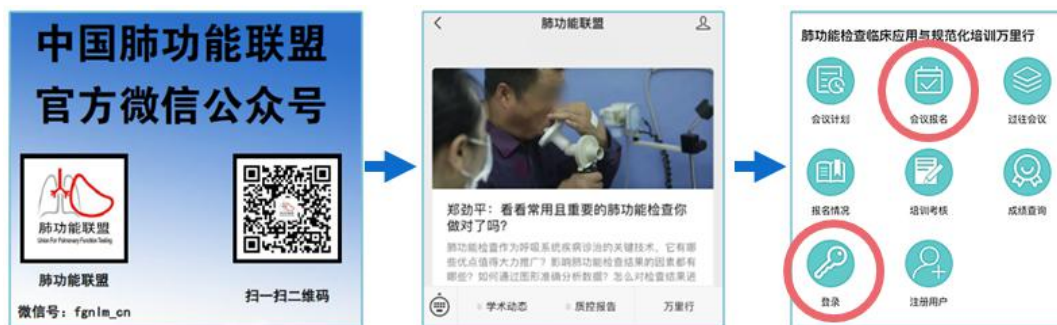 中国肺功能联盟
官方微信公众号
肺功能联盟
Union For Pulmonary Function Testing
肺功能联盟
扫一扫二维码
微信号：fgnlm_cn
肺功能联盟
郑劲平：看看常用且重要的肺功能检查你
做对了吗？
肺功能检查作为呼吸系统疾病诊治的关键技术，它有哪
些优点值得大力推广？影响肺功能检查结果的因素都有
哪些？如何通过图形准确分析数据？怎么对检查结果进
学术动态
质控报告
万里行
肺功能检查临床应用与规范化培训万里行
会议计划
会议报名
过往会议
报名情况
培训考核
成绩查询
登录
注册用户